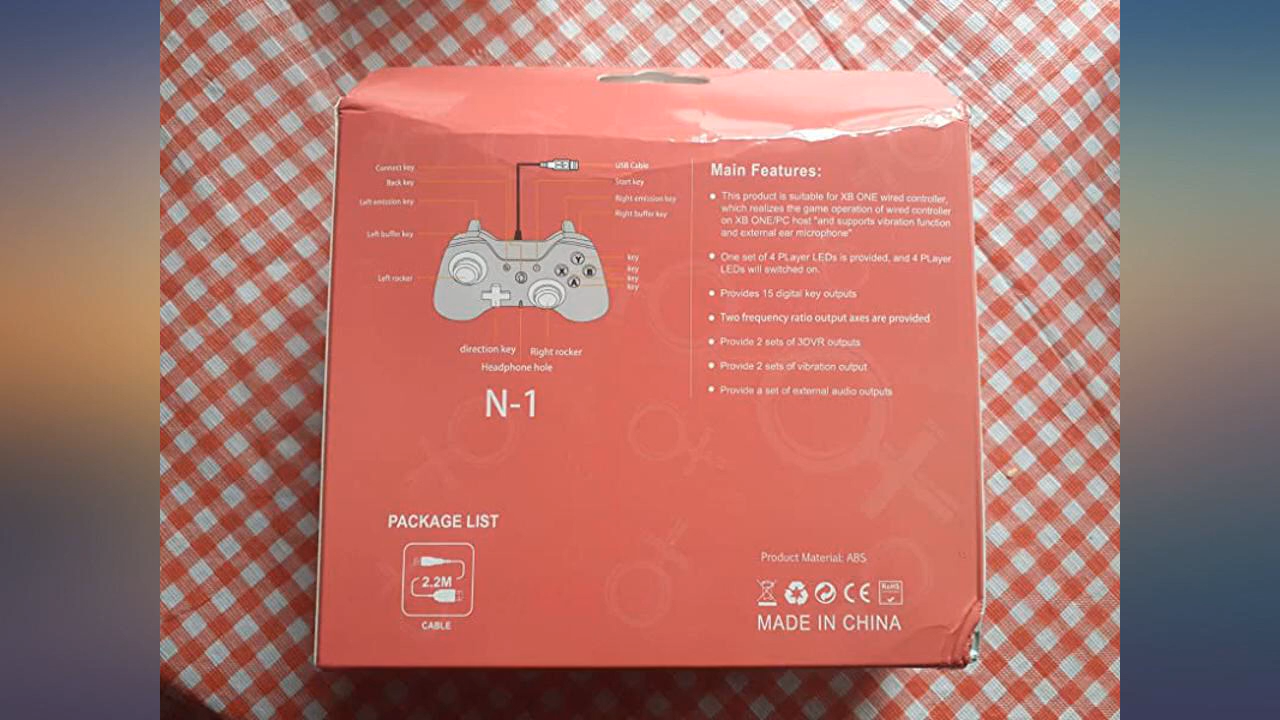 Connect key
Back key
Left emission key
Left buffer key
Left rocker
USB Cable
Start key
Right emission key
Right buffer key
key
key
key
key
Y
X
B
A
direction key
Right rocker
Headphone hole
N-1
Main Features:
This product is suitable for XB ONE wired controller,
which realizes the game operation of wired controller
on XB ONE/PC host "and supports vibration function
and external ear microphone"
One set of 4 PLayer LEDs is provided, and 4 PLayer
LEDs will switched on.
Provides 15 digital key outputs
Two frequency ratio output axes are provided
Provide 2 sets of 3DVR outputs
Provide 2 sets of vibration output
Provide a set of external audio outputs
PACKAGE LIST
2.2M
CABLE
Product Material: ABS
CE
RoHS
MADE IN CHINA